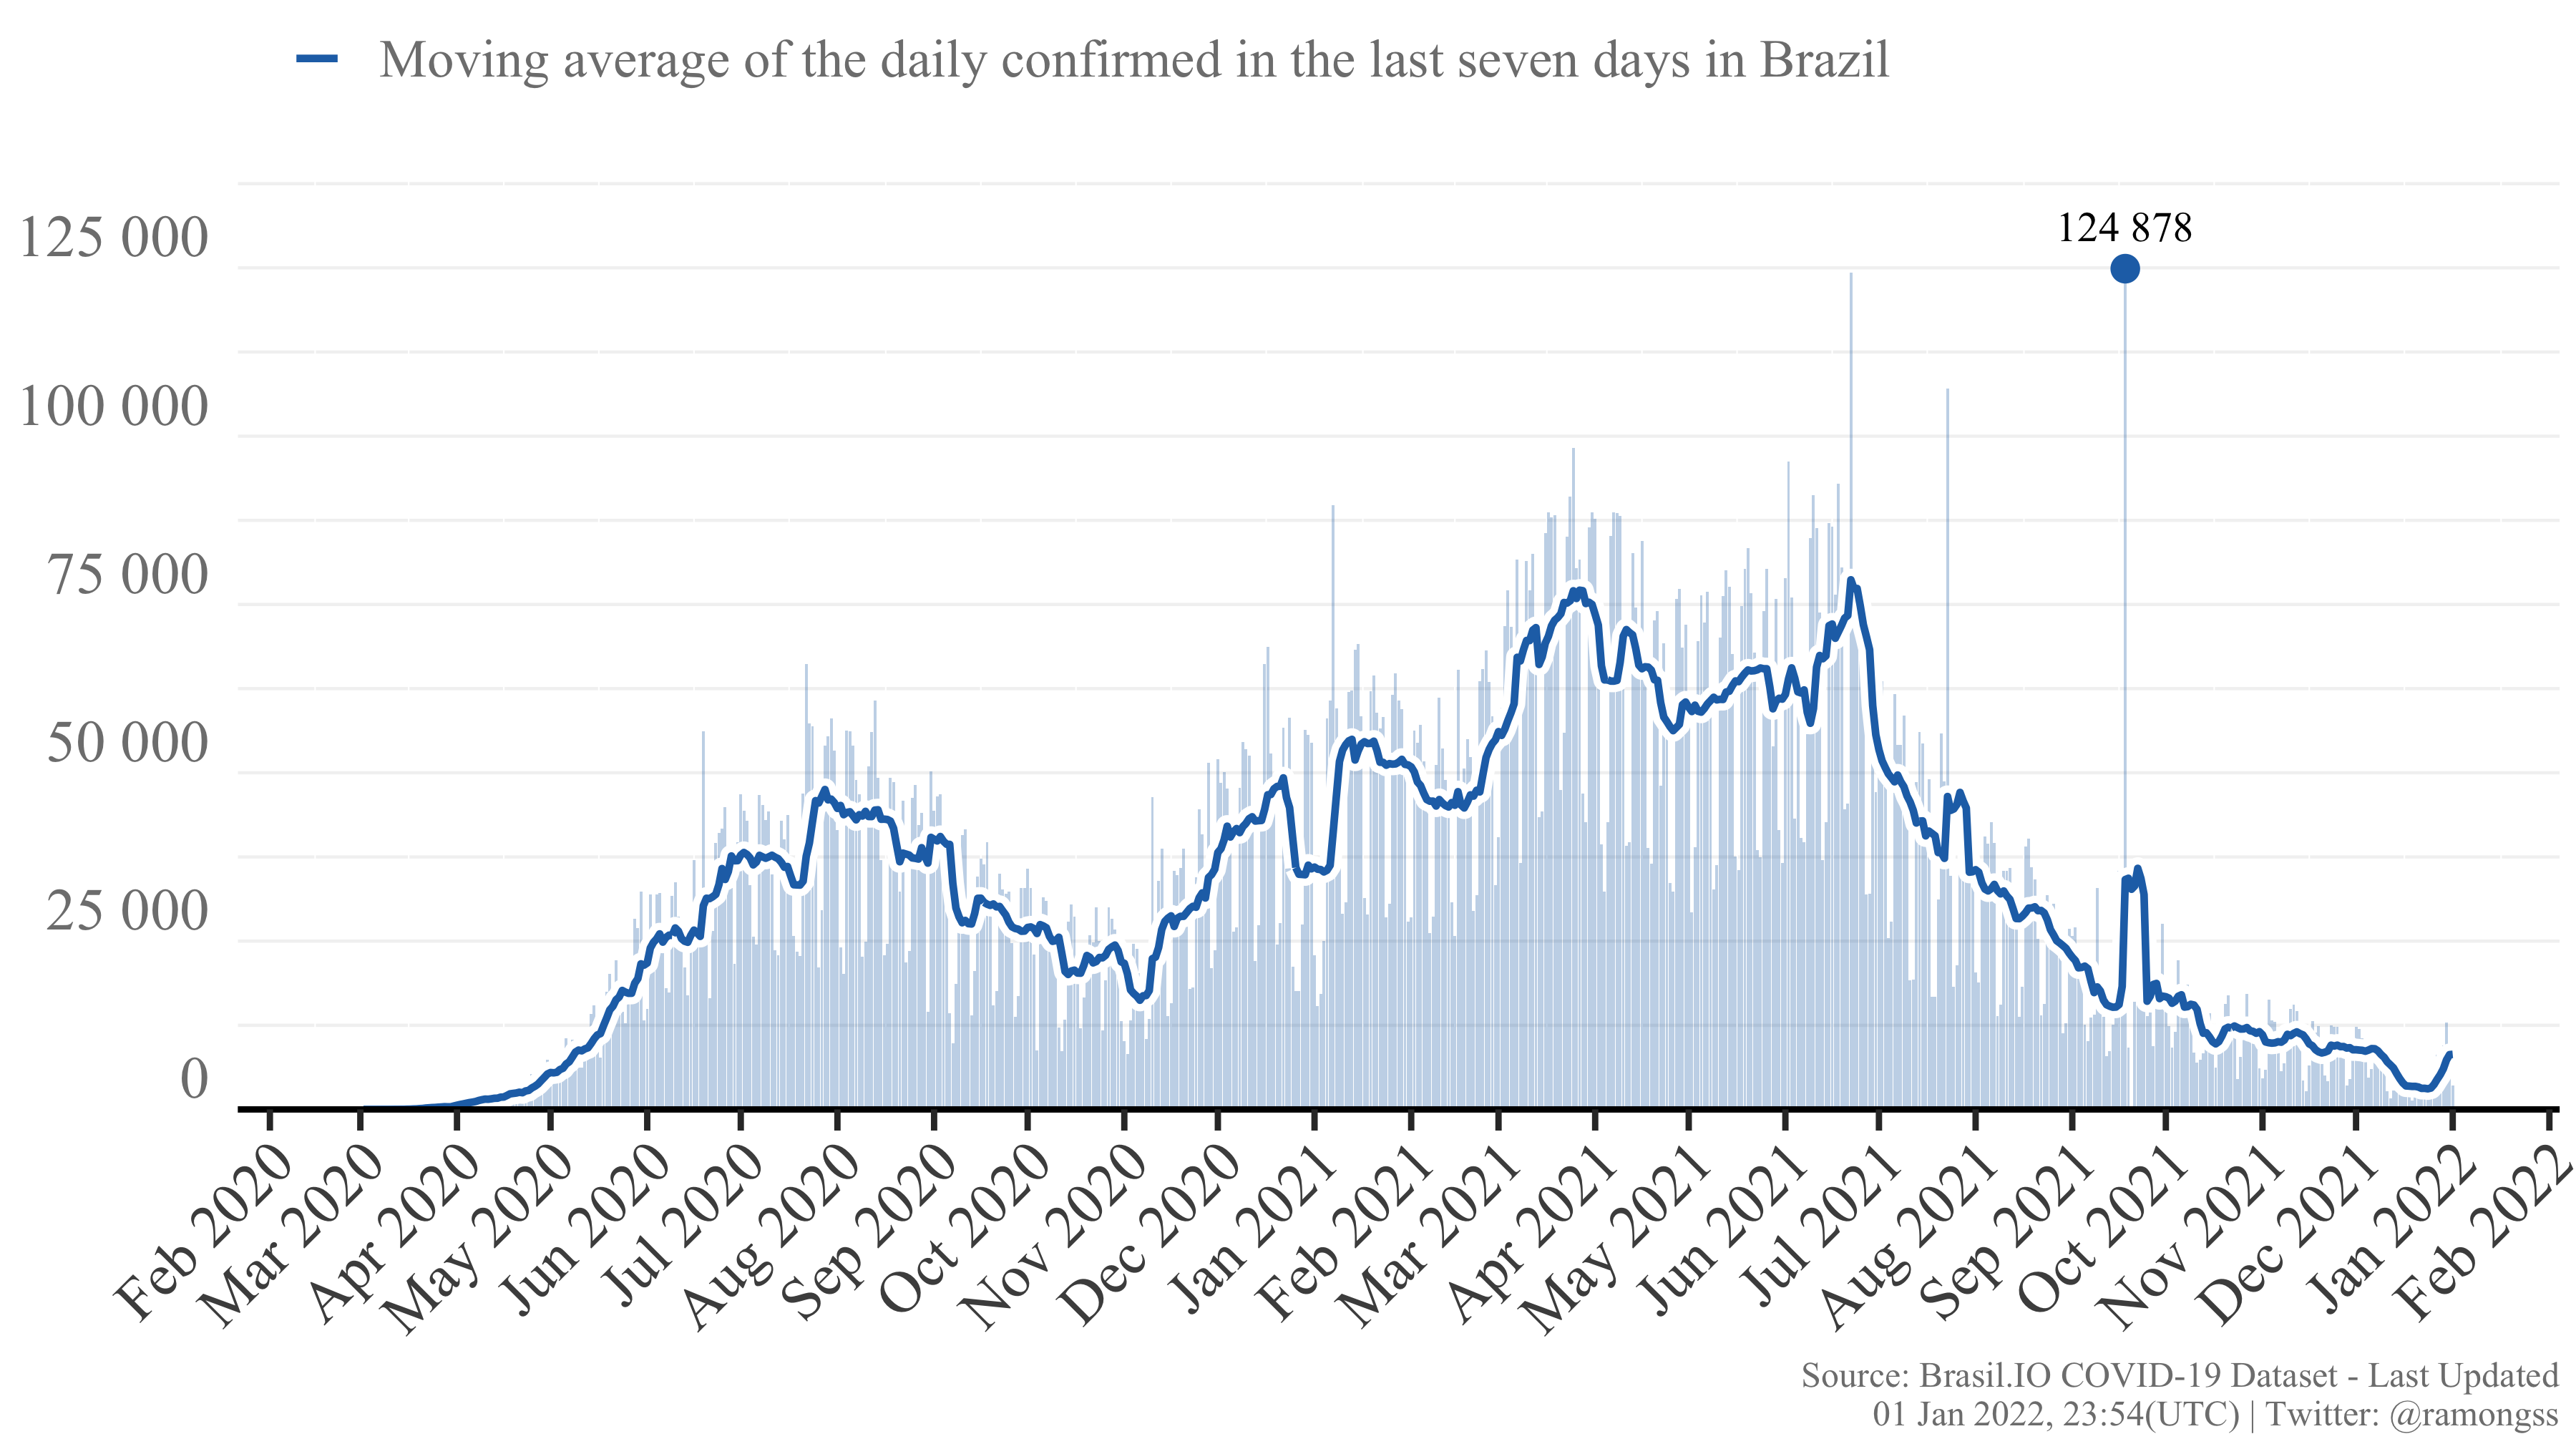 Moving average of the daily confirmed in the last seven days in Brazil
124 878
125 000
100 000
75 000
50 000
25 000
0
Feb 2020
Mar 2020
Apr 2020
May 2020
Jun 2020
Jul 2020
Aug 2020
Sep 2020
Oct 2020
Nov 2020
Dec 2020
Jan 2021
Feb 2021
Mar 2021
Apr 2021
May 2021
Jun 2021
Jul 2021
Aug 2021
Sep 2021
Oct 2021
Nov 2021
Dec 2021
Jan 2022
Feb 2022
Source: Brasil.IO COVID-19 Dataset - Last Updated
01 Jan 2022, 23:54(UTC) | Twitter: @ramongss